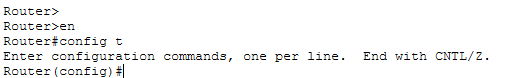 Router>
Router>en
Router#config t
Enter configuration commands, one per line.  End with CNTL/Z.
Router(config)#